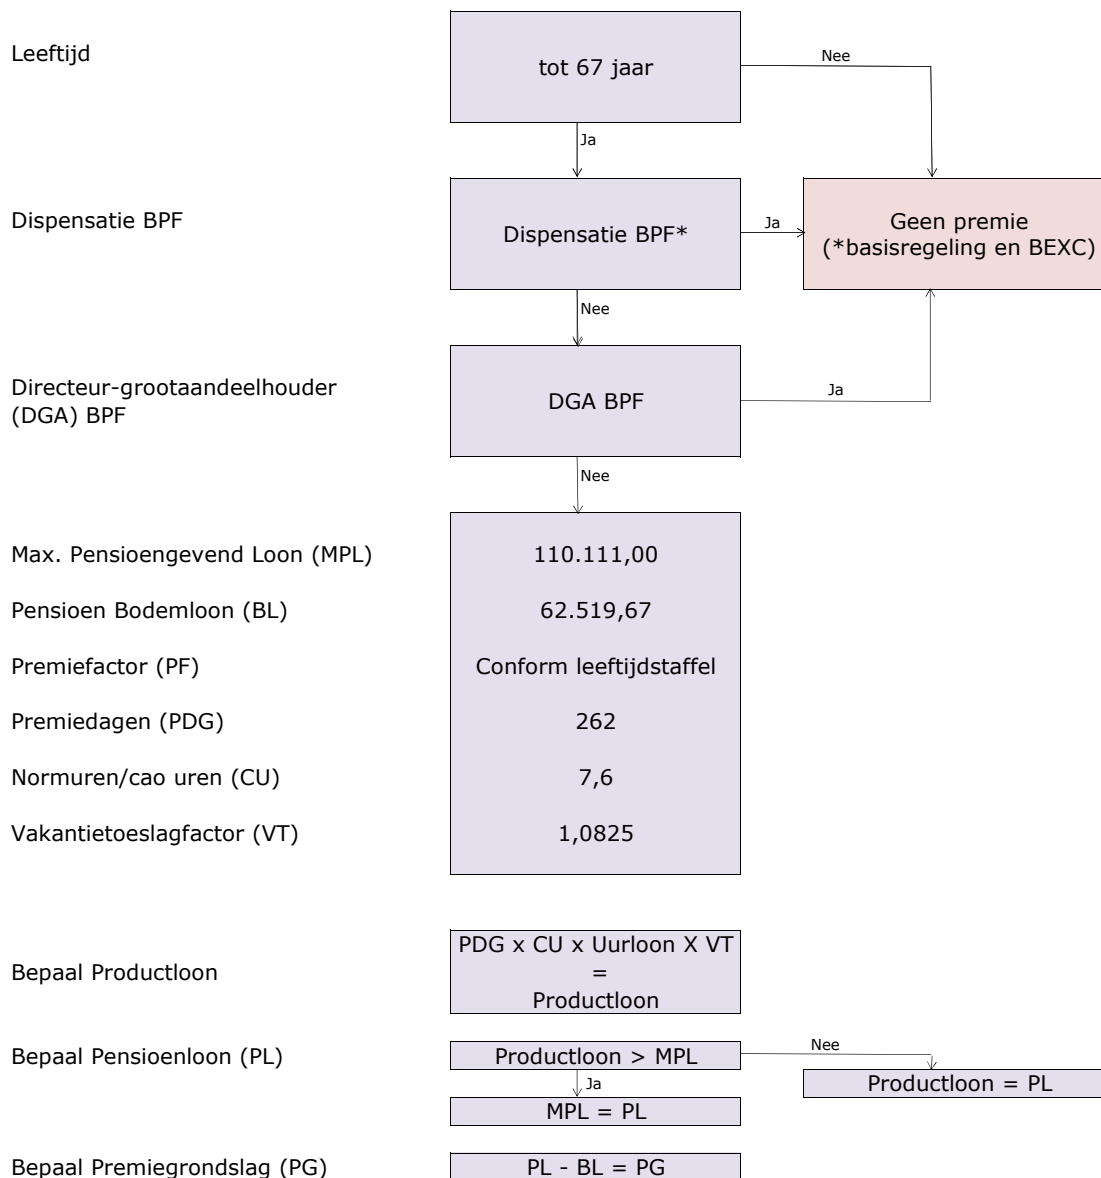 Leeftijd
tot 67 jaar
Nee
Ja
Dispensatie BPF
Dispensatie BPF*
Ja
Geen premie
(*basisregeling en BEXC)
Nee
Directeur-grootaandeelhouder
(DGA) BPF
DGA BPF
Ja
Nee
Max. Pensioengevend Loon (MPL)
110.111,00
Pensioen Bodemloon (BL)
62.519,67
Premiefactor (PF)
Conform leeftijdstaffel
Premiedagen (PDG)
262
Normuren/cao uren (CU)
7,6
Vakantietoeslagfactor (VT)
1,0825
Bepaal Productloon
PDG x CU x Uurloon X VT
=
Productloon
Bepaal Pensioenloon (PL)
Productloon > MPL
Nee
Productloon = PL
Ja
MPL = PL
Bepaal Premiegrondslag (PG)
PL - BL = PG